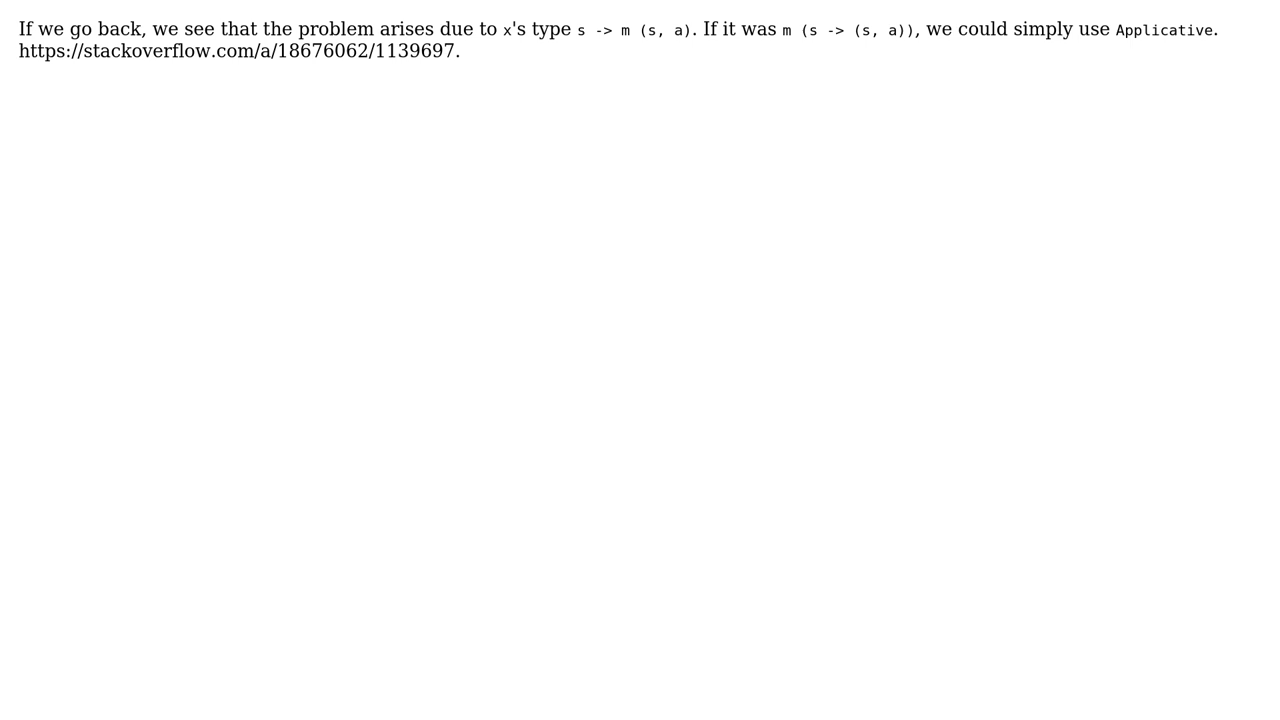 If we go back, we see that the problem arises due to x's type s -> m (s, a). If it was m (s -> (s, a)), we could simply use Applicative.
https://stackoverflow.com/a/18676062/1139697.